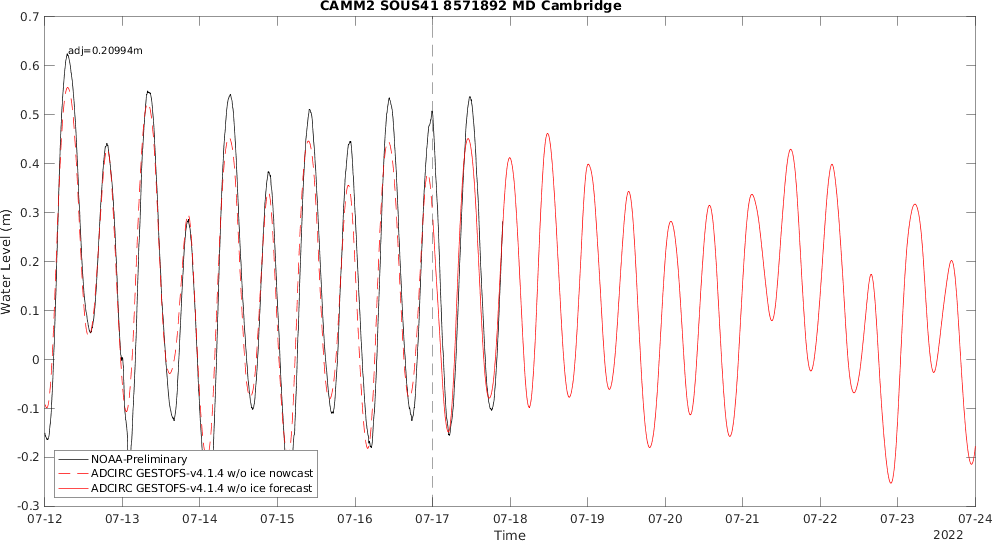 CAMM2 SOUS41 8571892 MD Cambridge
0.7
adj=0.20994m
0.6
0.5
0.4
0.3
0.2
0.1
0
-0.1
-0.2
-0.3
Water Level (m)
NOAA-Preliminary
ADCIRC GESTOFS-v4.1.4 w/o ice nowcast
ADCIRC GESTOFS-v4.1.4 w/o ice forecast
07-12 07-13 07-14 07-15 07-16 07-17 07-18 07-19 07-20 07-21 07-22 07-23 07-24
Time
2022